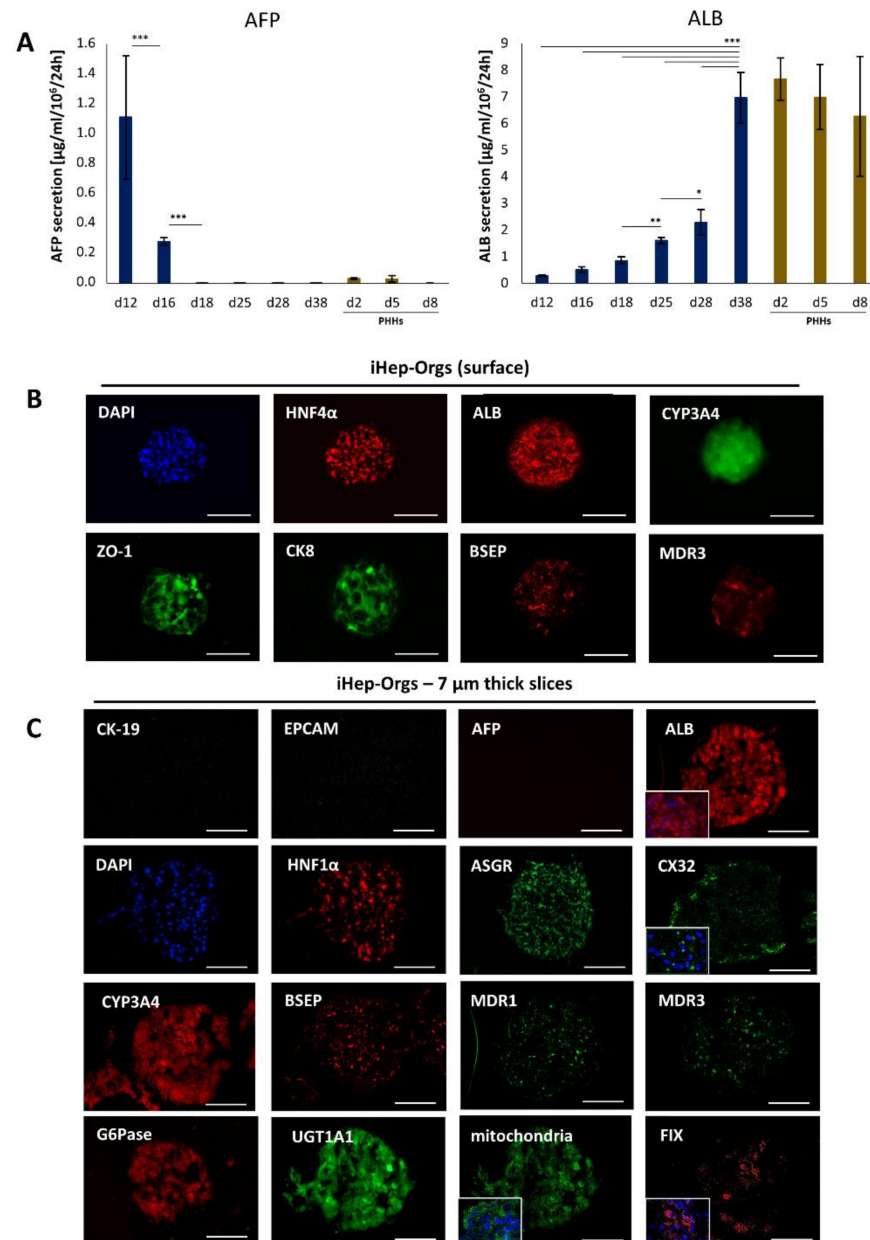 A
AFP
***
***
AFP secretion [µg/ml/10⁶/24h]
1.6
1.4
1.2
1.0
0.8
0.6
0.4
0.2
0.0
d12 d16 d18 d25 d28 d38 d2 d5 d8
PHHs
ALB
***
**
*
ALB secretion [µg/ml/10⁶/24h]
9
8
7
6
5
4
3
2
1
0
d12 d16 d18 d25 d28 d38 d2 d5 d8
PHHs
iHep-Orgs (surface)
B
DAPI HNF4α ALB CYP3A4
ZO-1 CK8 BSEP MDR3
iHep-Orgs – 7 µm thick slices
C
CK-19 EPCAM AFP ALB
DAPI HNF1α ASGR CX32
CYP3A4 BSEP MDR1 MDR3
G6Pase UGT1A1 mitochondria FIX